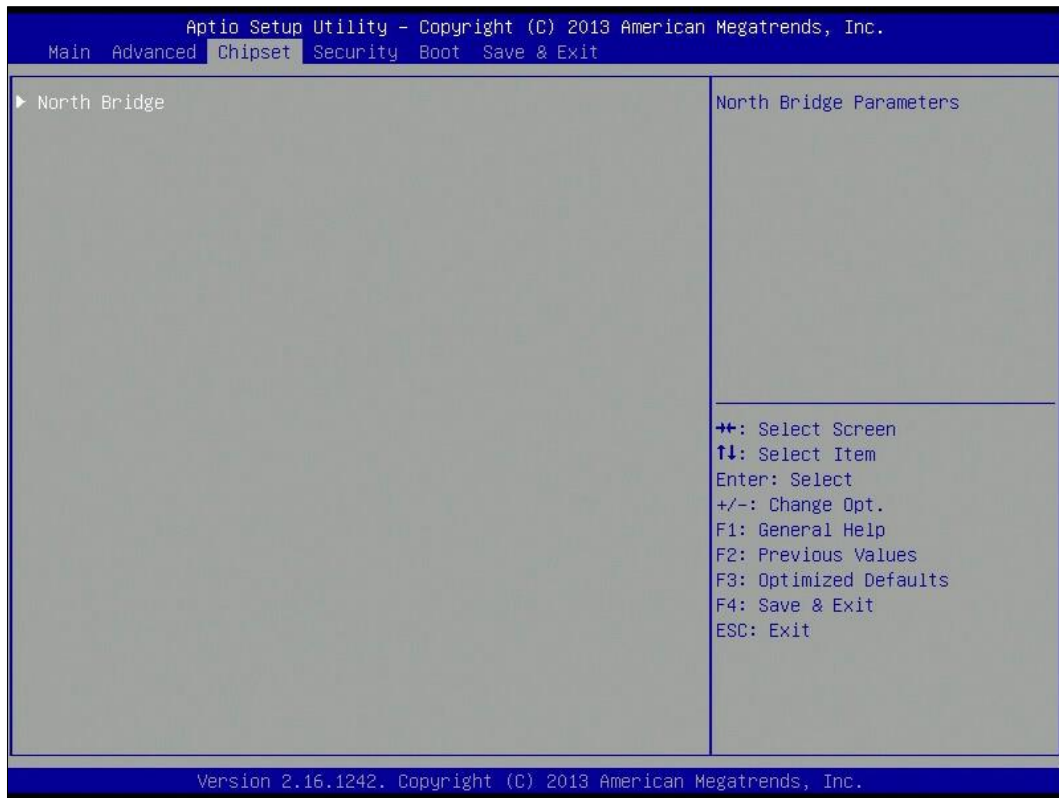 Aptio Setup Utility – Copyright (C) 2013 American Megatrends, Inc.
Main Advanced Chipset Security Boot Save & Exit
► North Bridge
North Bridge Parameters
→←: Select Screen
↑↓: Select Item
Enter: Select
+/-: Change Opt.
F1: General Help
F2: Previous Values
F3: Optimized Defaults
F4: Save & Exit
ESC: Exit
Version 2.16.1242. Copyright (C) 2013 American Megatrends, Inc.